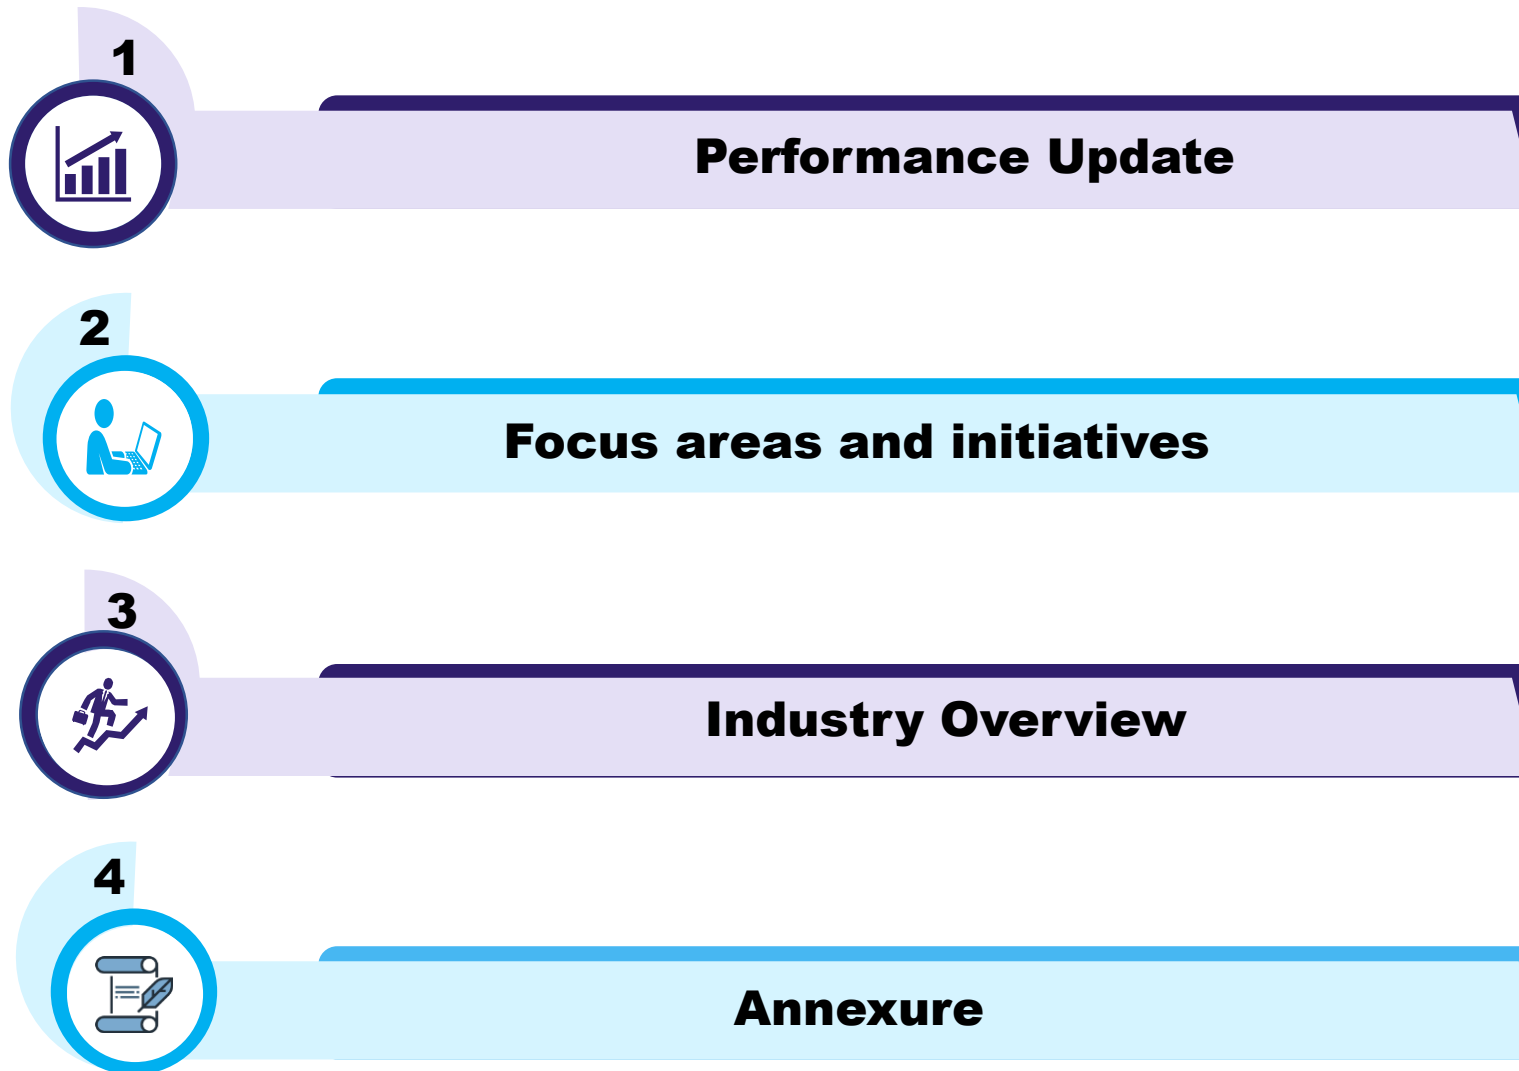 1
Performance Update
2
Focus areas and initiatives
3
Industry Overview
4
Annexure